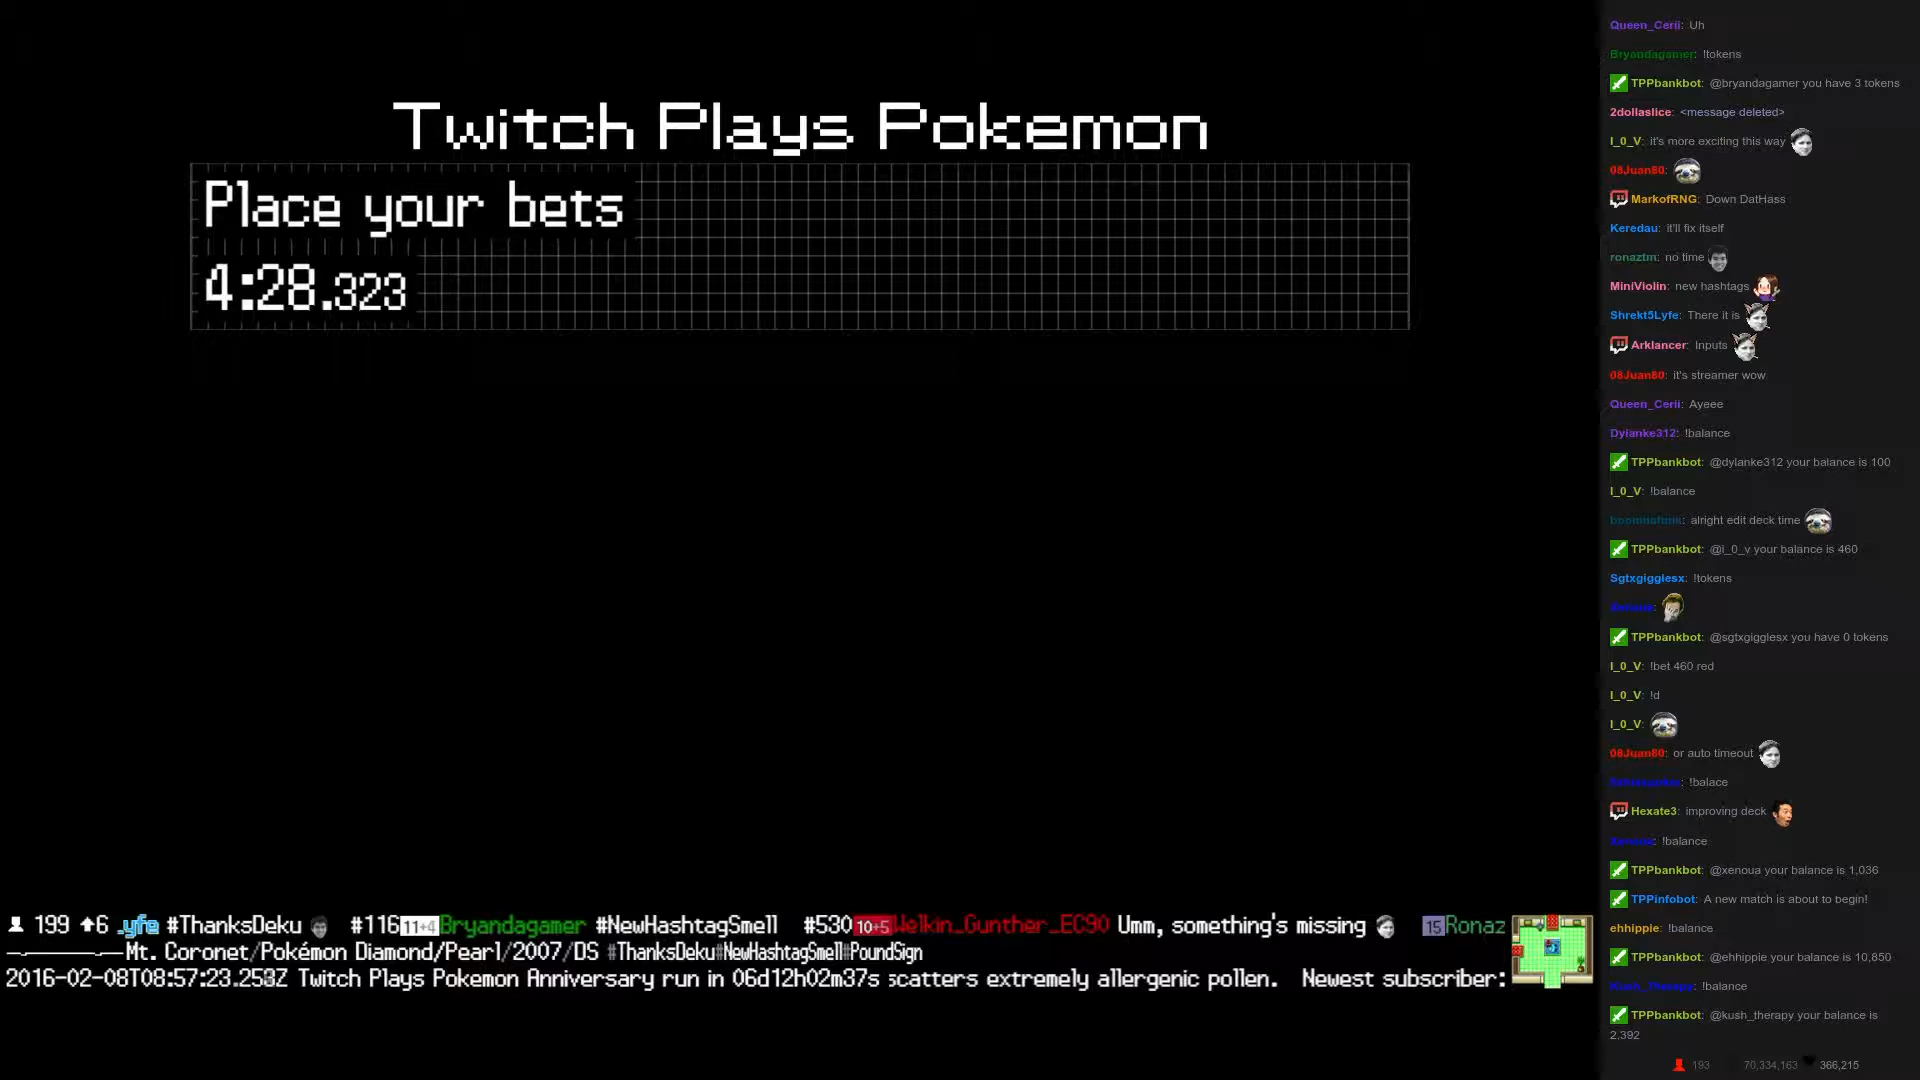 Twitch Plays Pokemon
Place your bets
4:28.323
199 6 .yfe #ThanksDeku #116 11+4 Bryandagamer #NewHashtagSmell #530 10+5 Welkin_Gunther_EC90 Umm, something's missing 15 Ronaz
Mt. Coronet/Pokémon Diamond/Pearl/2007/DS #ThanksDeku#NewHashtagSmell#PoundSign
2016-02-08T08:57:23.258Z Twitch Plays Pokemon Anniversary run in 06d12h02m37s scatters extremely allergenic pollen. Newest subscriber:
Queen_Cerii: Uh
Bryandagamer: !tokens
TPPbankbot: @bryandagamer you have 3 tokens
2dollaslice: <message deleted>
I_0_V: it's more exciting this way
08Juan80:
MarkofRNG: Down DatHass
Keredau: it'll fix itself
ronaztm: no time
MiniViolin: new hashtags
Shrekt5Lyfe: There it is
Arklancer: Inputs
08Juan80: it's streamer wow
Queen_Cerii: Ayeee
Dylanke312: !balance
TPPbankbot: @dylanke312 your balance is 100
I_0_V: !balance
alright edit deck time
TPPbankbot: @i_0_v your balance is 460
Sgtxgigglesx: !tokens
Xenoua:
TPPbankbot: @sgtxgigglesx you have 0 tokens
I_0_V: !bet 460 red
I_0_V: !d
I_0_V:
08Juan80: or auto timeout
!balace
Hexate3: improving deck
Xenoua: !balance
TPPbankbot: @xenoua your balance is 1,036
TPPinfobot: A new match is about to begin!
ehhippie: !balance
TPPbankbot: @ehhippie your balance is 10,850
Kush_Therapy: !balance
TPPbankbot: @kush_therapy your balance is
2,392
193 70,334,163 366,215